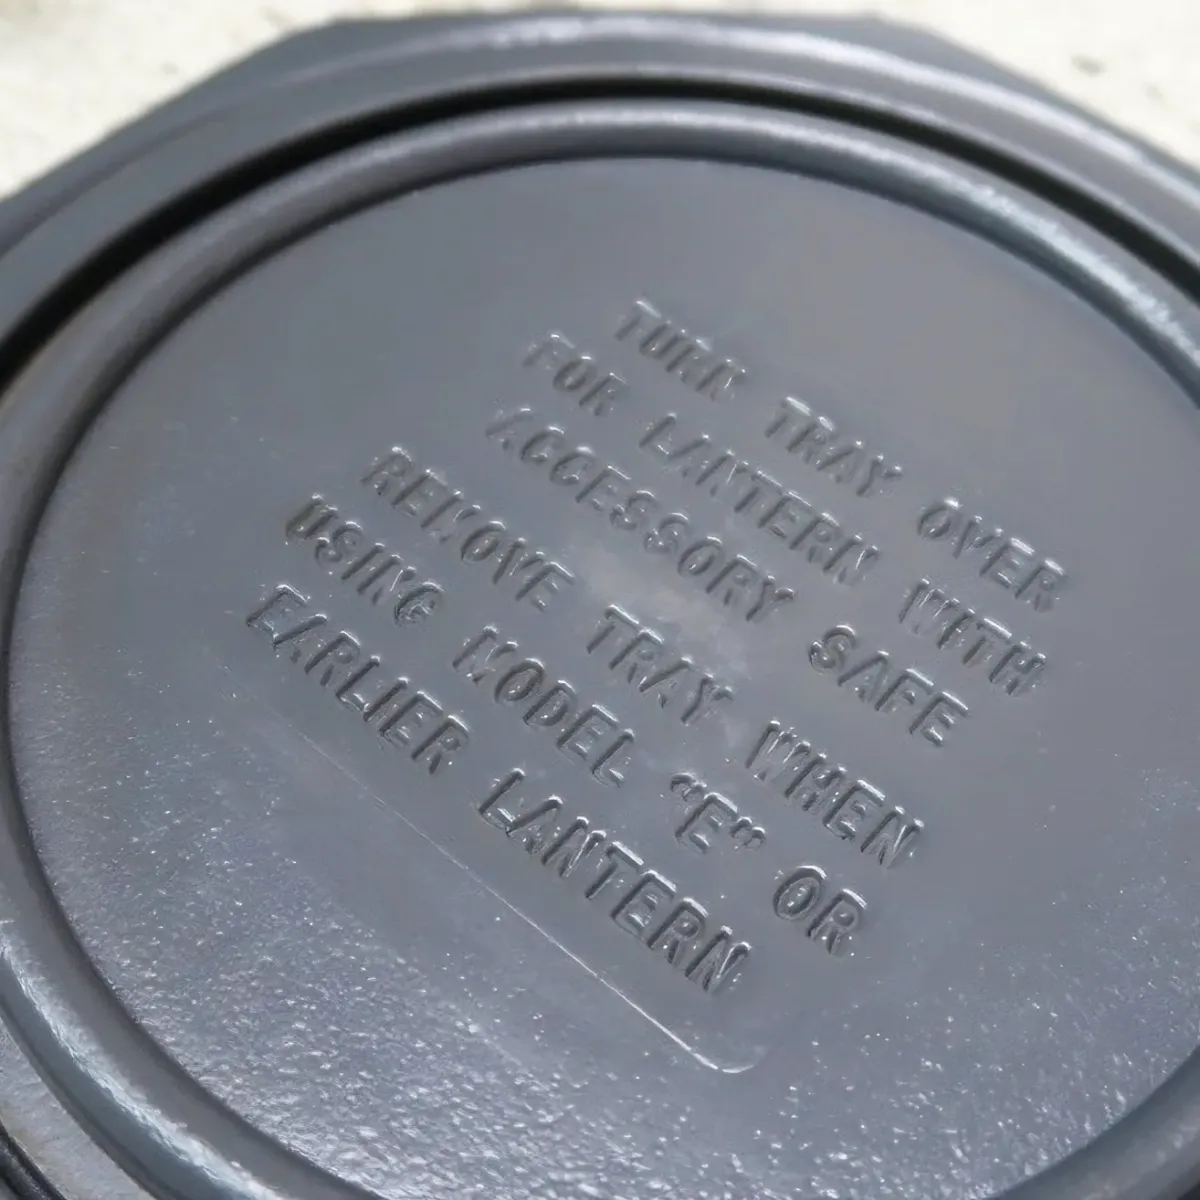 TURN TRAY OVER
FOR LANTERN WITH
ACCESSORY SAFE
REMOVE TRAY WHEN
USING MODEL "E" OR
EARLIER LANTERN